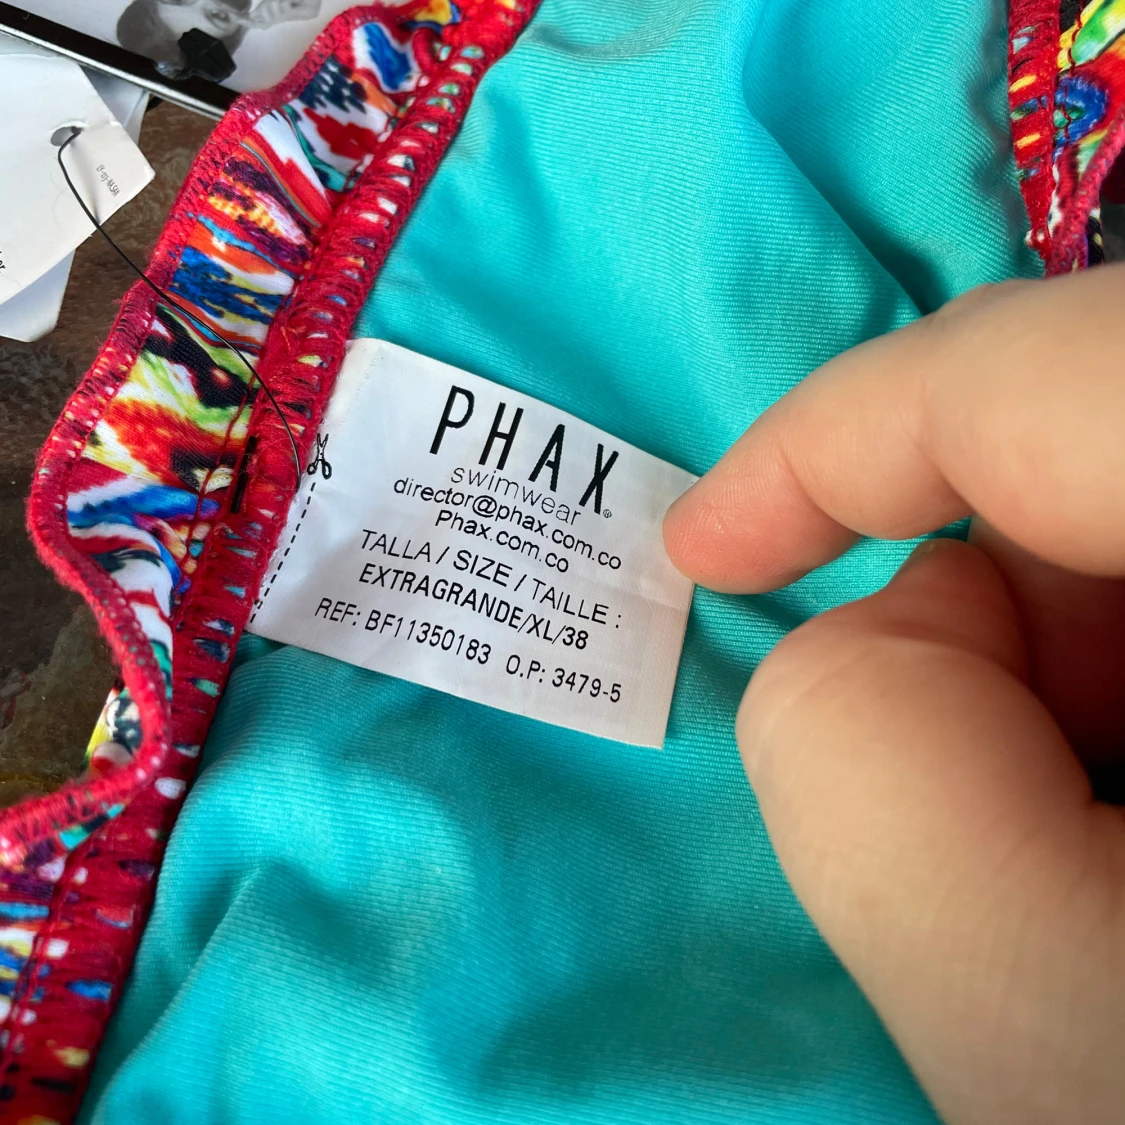 PHAX®
swimwear
director@phax.com.co
Phax.com.co
TALLA / SIZE / TAILLE :
EXTRAGRANDE/XL/38
REF: BF11350183 O.P: 3479-5